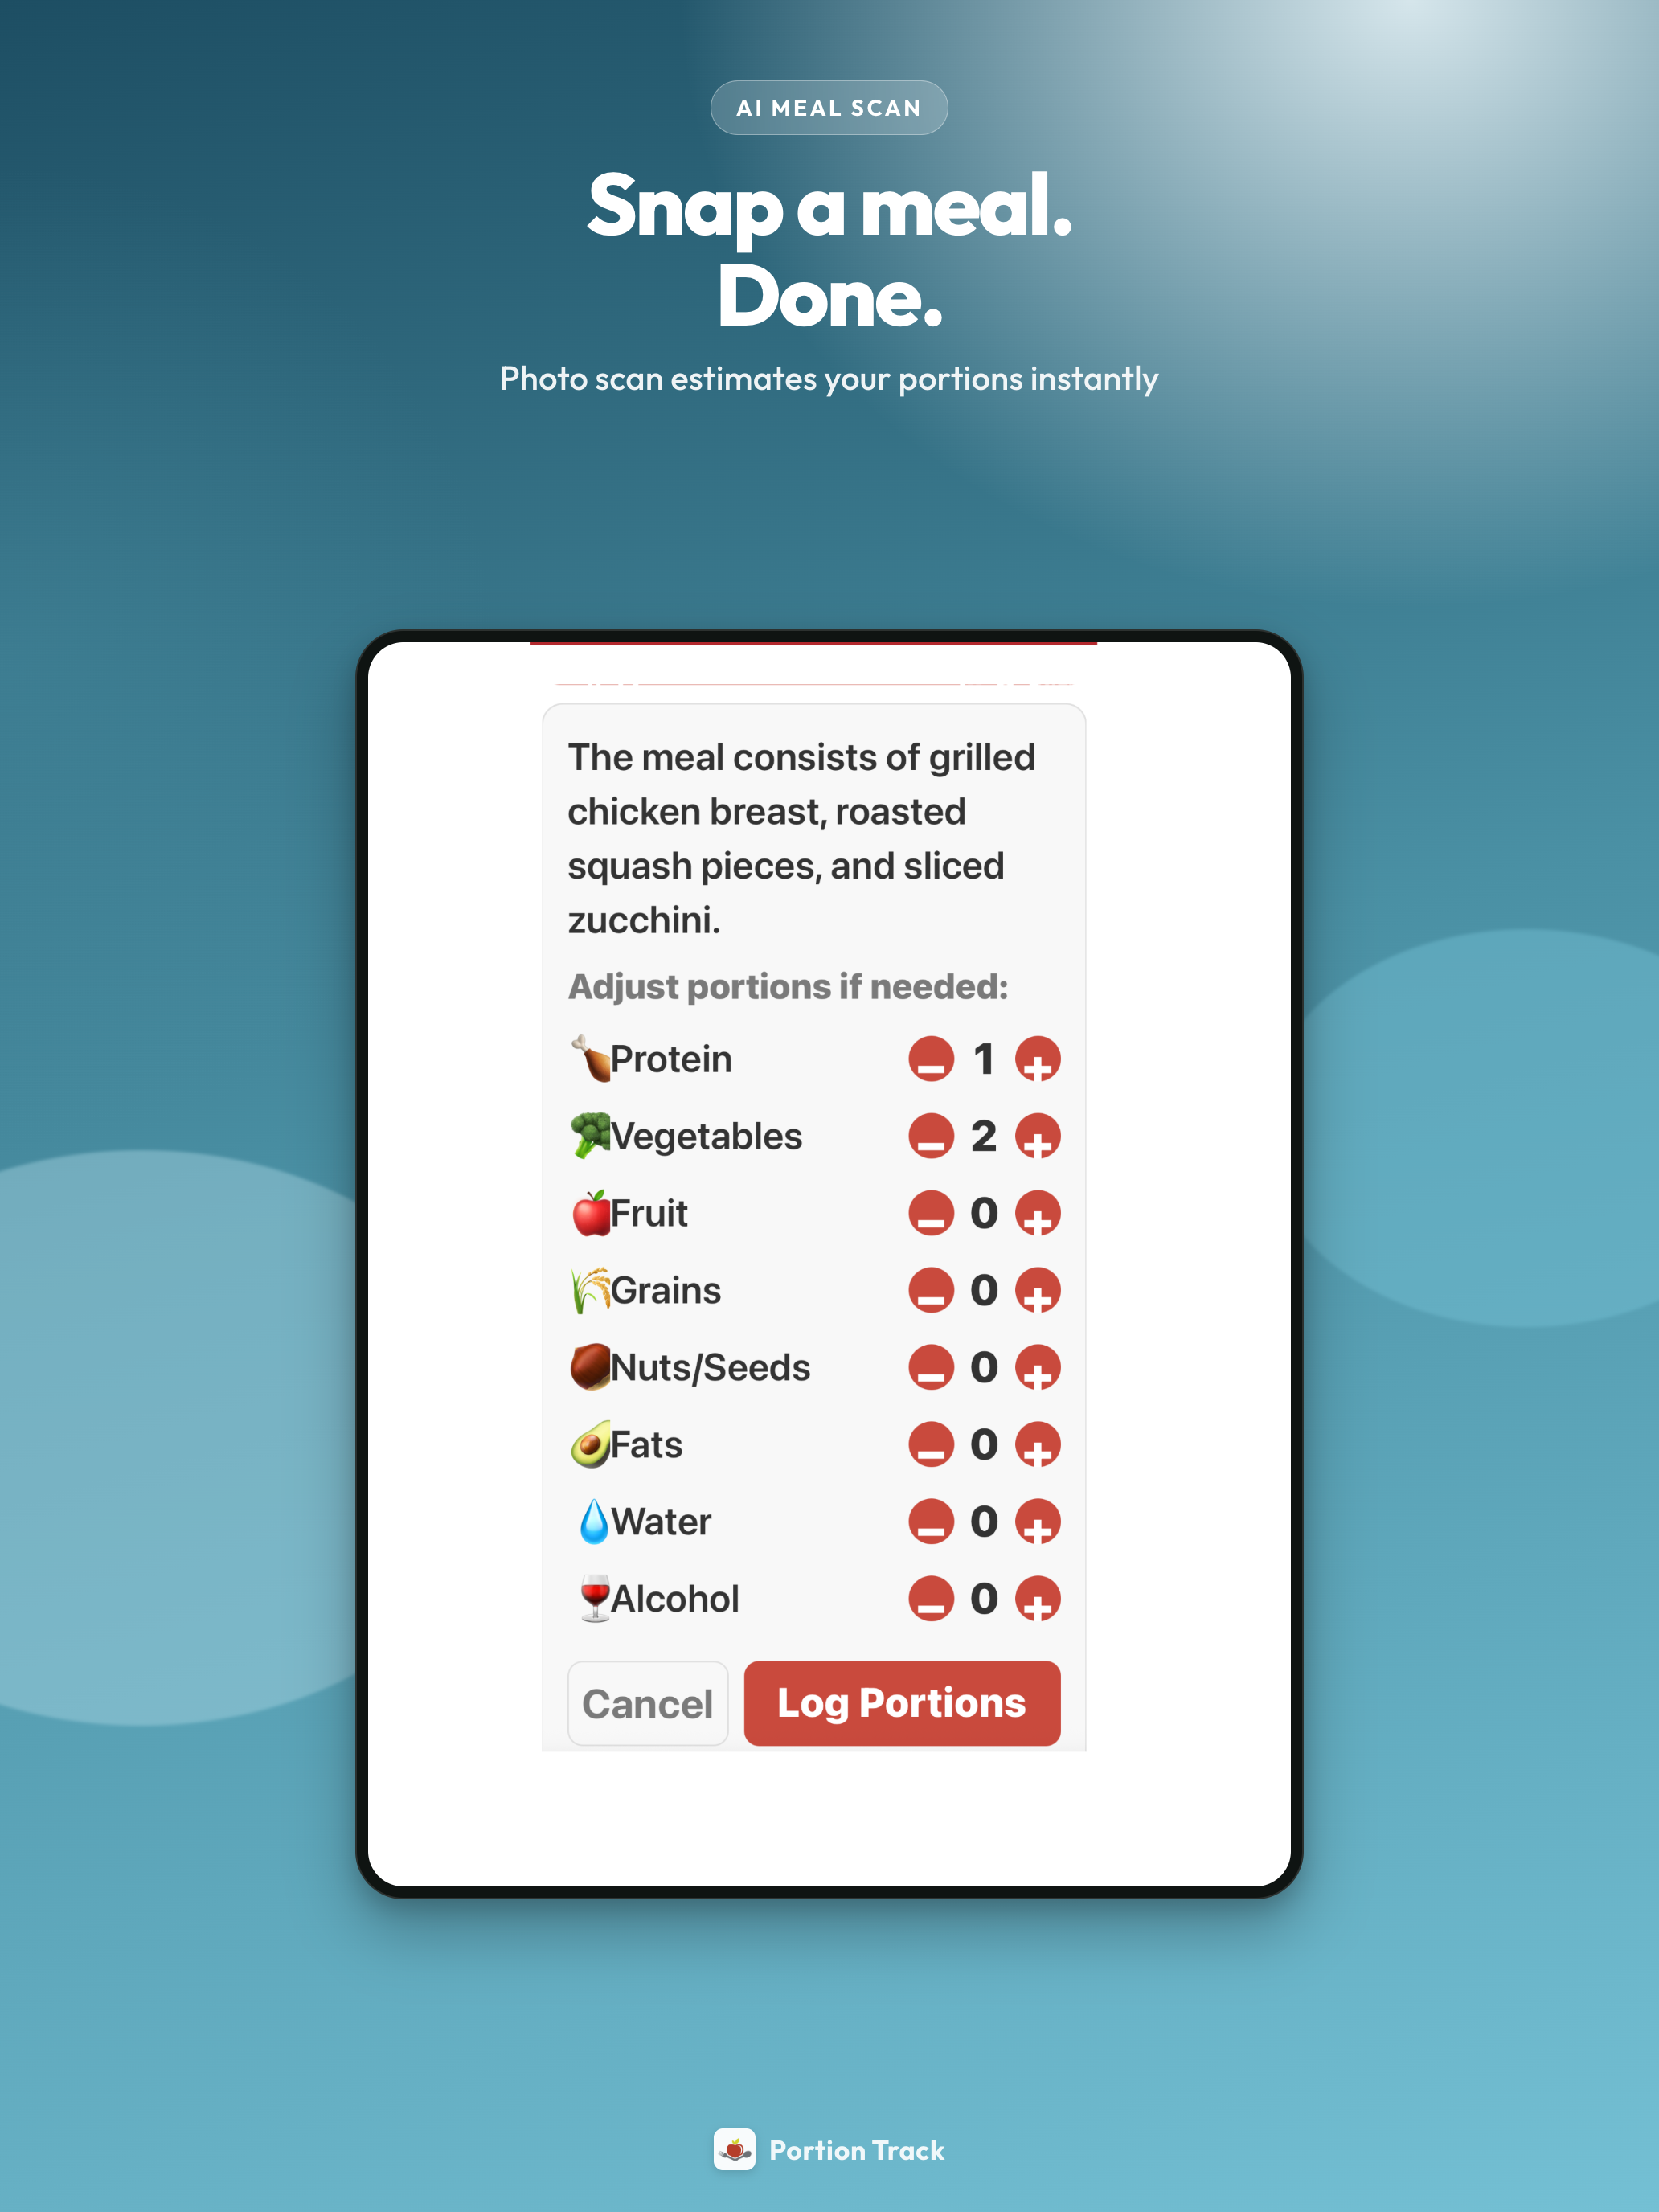 AI MEAL SCAN
Snap a meal.
Done.
Photo scan estimates your portions instantly
The meal consists of grilled
chicken breast, roasted
squash pieces, and sliced
zucchini.
Adjust portions if needed:
Protein − 1 +
Vegetables − 2 +
Fruit − 0 +
Grains − 0 +
Nuts/Seeds − 0 +
Fats − 0 +
Water − 0 +
Alcohol − 0 +
Cancel Log Portions
Portion Track